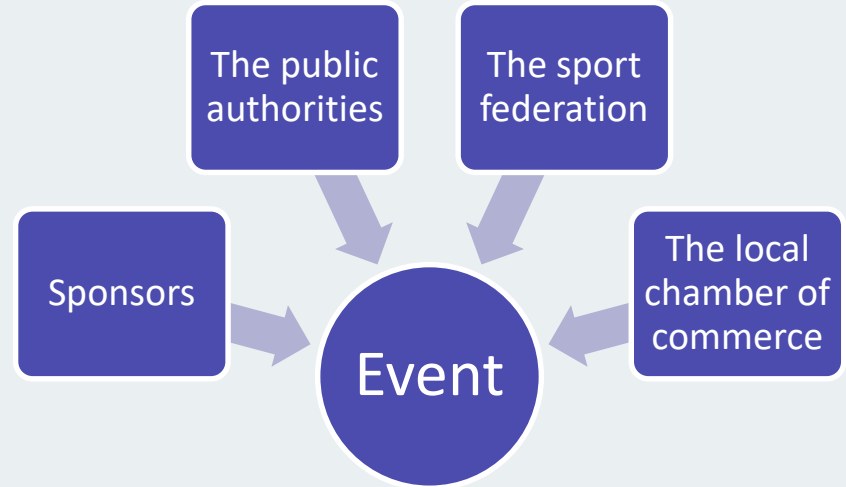 The public
authorities
The sport
federation
Sponsors
The local
chamber of
commerce
Event